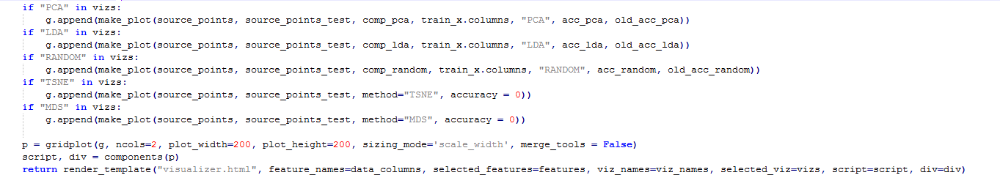 if "PCA" in vizs:
    g.append(make_plot(source_points, source_points_test, comp_pca, train_x.columns, "PCA", acc_pca, old_acc_pca))
if "LDA" in vizs:
    g.append(make_plot(source_points, source_points_test, comp_lda, train_x.columns, "LDA", acc_lda, old_acc_lda))
if "RANDOM" in vizs:
    g.append(make_plot(source_points, source_points_test, comp_random, train_x.columns, "RANDOM", acc_random, old_acc_random))
if "TSNE" in vizs:
    g.append(make_plot(source_points, source_points_test, method="TSNE", accuracy = 0))
if "MDS" in vizs:
    g.append(make_plot(source_points, source_points_test, method="MDS", accuracy = 0))
p = gridplot(g, ncols=2, plot_width=200, plot_height=200, sizing_mode='scale_width', merge_tools = False)
script, div = components(p)
return render_template("visualizer.html", feature_names=data_columns, selected_features=features, viz_names=viz_names, selected_viz=vizs, script=script, div=div)